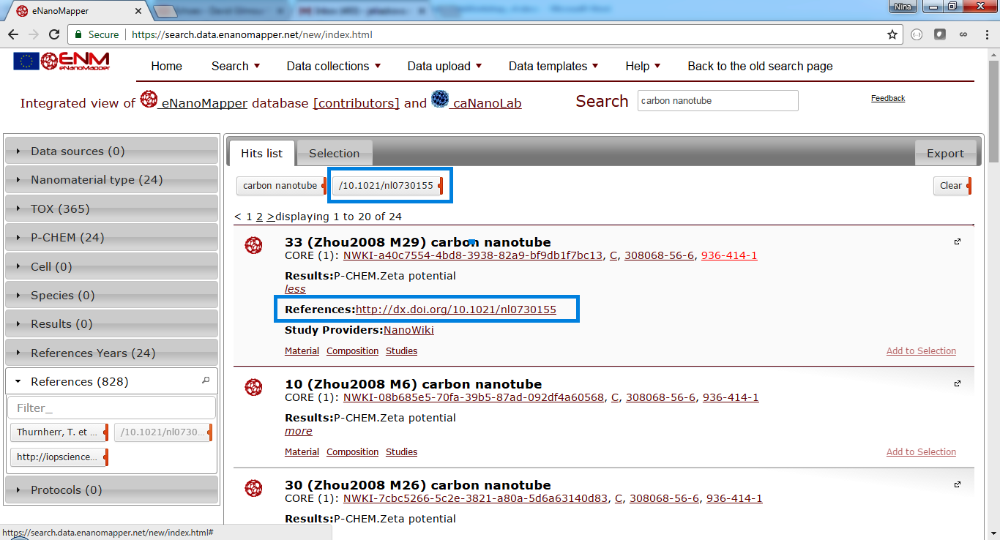 eNanoMapper
Nina
Secure
https://search.data.enanomapper.net/new/index.html
ENM
eNanoMapper
Home
Search
Data collections
Data upload
Data templates
Help
Back to the old search page
Integrated view of eNanoMapper database [contributors] and caNanoLab
Search
carbon nanotube
Feedback
Data sources (0)
Nanomaterial type (24)
TOX (365)
P-CHEM (24)
Cell (0)
Species (0)
Results (0)
References Years (24)
References (828)
Filter_
Thurnherr, T. et ...
/10.1021/nl0730...
http://iopscience...
Protocols (0)
Hits list
Selection
Export
carbon nanotube
/10.1021/nl0730155
Clear
< 1 2 >displaying 1 to 20 of 24
33 (Zhou2008 M29) carbon nanotube
CORE (1): NWKI-a40c7554-4bd8-3938-82a9-bf9db1f7bc13, C, 308068-56-6, 936-414-1
Results:P-CHEM.Zeta potential
less
References:http://dx.doi.org/10.1021/nl0730155
Study Providers:NanoWiki
Material Composition Studies
Add to Selection
10 (Zhou2008 M6) carbon nanotube
CORE (1): NWKI-08b685e5-70fa-39b5-87ad-092df4a60568, C, 308068-56-6, 936-414-1
Results:P-CHEM.Zeta potential
more
Material Composition Studies
Add to Selection
30 (Zhou2008 M26) carbon nanotube
CORE (1): NWKI-7cbc5266-5c2e-3821-a80a-5d6a63140d83, C, 308068-56-6, 936-414-1
Results:P-CHEM.Zeta potential
https://search.data.enanomapper.net/new/index.html#